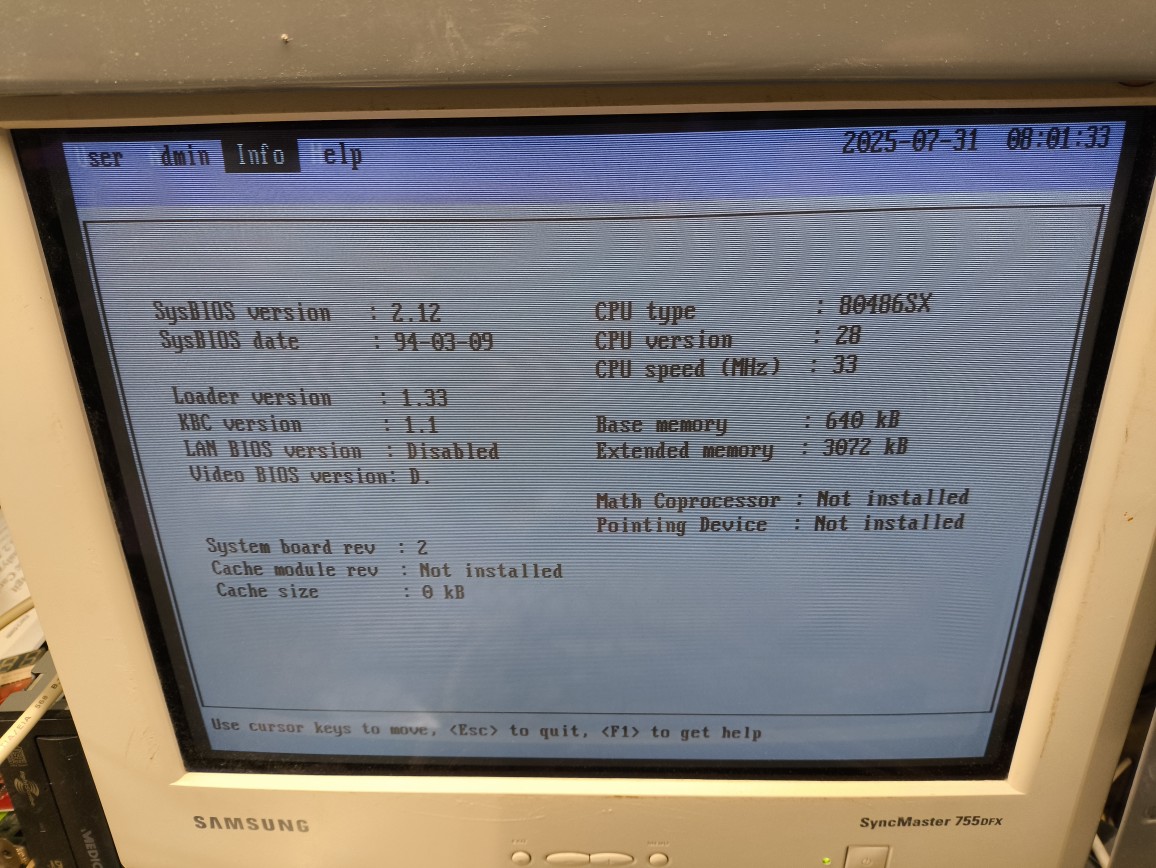 User Admin Info Help 2025-07-31 08:01:33
SysBIOS version : 2.12
SysBIOS date : 94-03-09
Loader version : 1.33
KBC version : 1.1
LAN BIOS version : Disabled
Video BIOS version: D.
System board rev : 2
Cache module rev : Not installed
Cache size : 0 kB
CPU type : 80486SX
CPU version : 28
CPU speed (MHz) : 33
Base memory : 640 kB
Extended memory : 3072 kB
Math Coprocessor : Not installed
Pointing Device : Not installed
Use cursor keys to move, <Esc> to quit, <F1> to get help
SAMSUNG
SyncMaster 755DFX
MEDIC